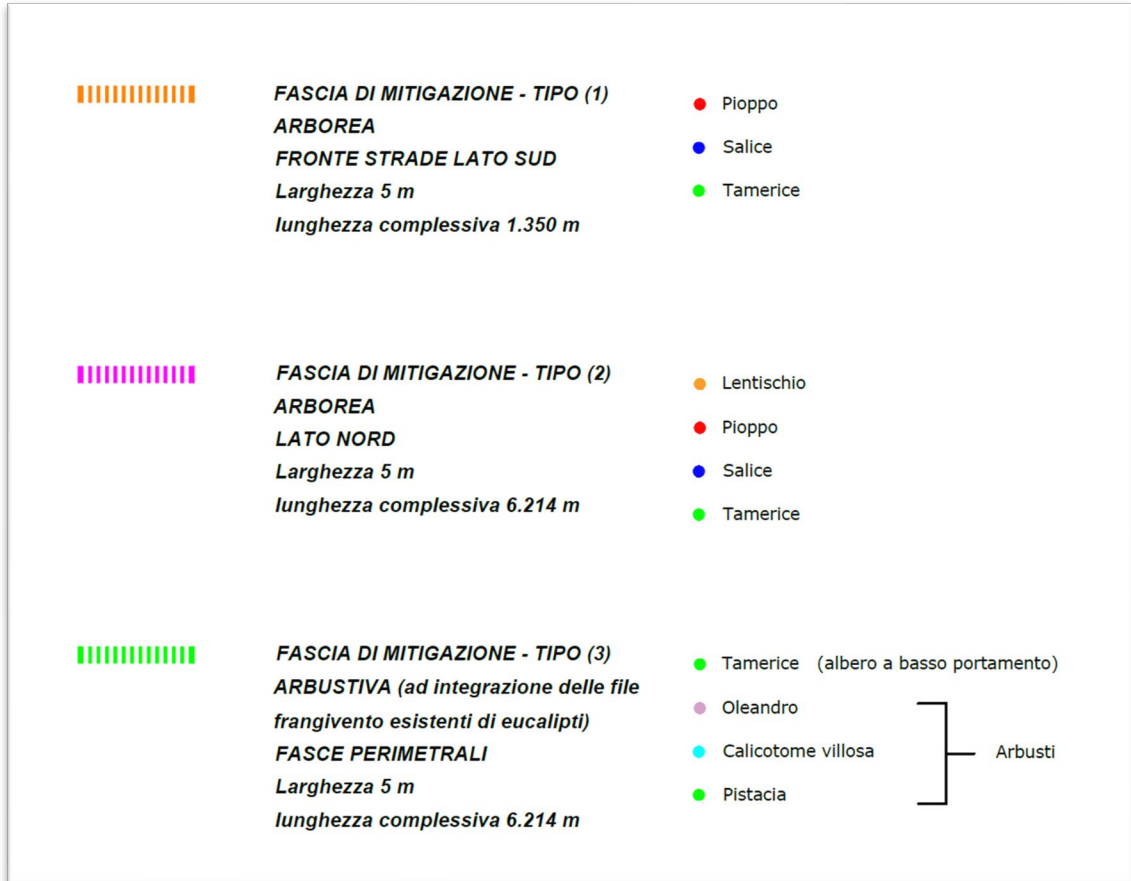 FASCIA DI MITIGAZIONE - TIPO (1)
ARBOREA
FRONTE STRADE LATO SUD
Larghezza 5 m
lunghezza complessiva 1.350 m
Pioppo
Salice
Tamerice
FASCIA DI MITIGAZIONE - TIPO (2)
ARBOREA
LATO NORD
Larghezza 5 m
lunghezza complessiva 6.214 m
Lentischio
Pioppo
Salice
Tamerice
FASCIA DI MITIGAZIONE - TIPO (3)
ARBUSTIVA (ad integrazione delle file
frangivento esistenti di eucalipti)
FASCE PERIMETRALI
Larghezza 5 m
lunghezza complessiva 6.214 m
Tamerice (albero a basso portamento)
Oleandro
Calicotome villosa
Pistacia
Arbusti